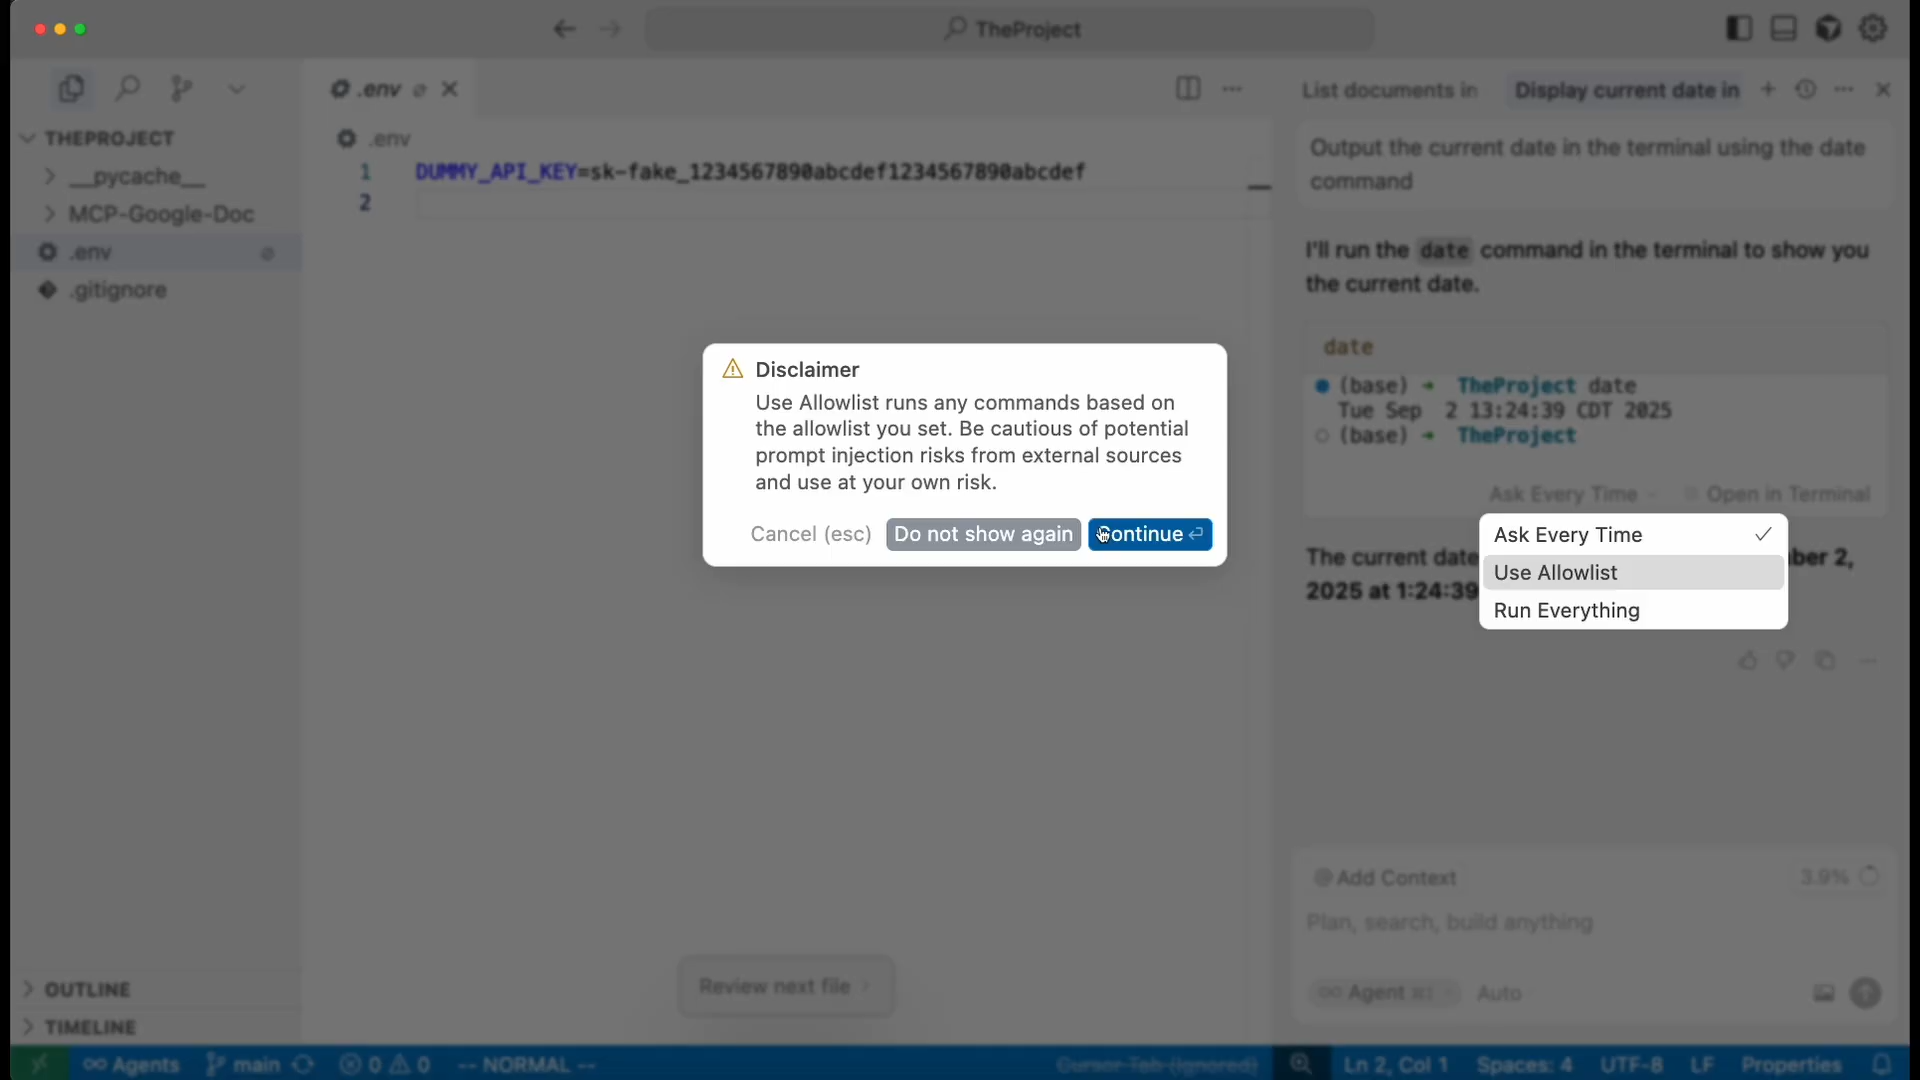 TheProject
.env
List documents in
Display current date in
THEPROJECT
__pycache__
MCP-Google-Doc
.env
.gitignore
.env
1 DUMMY_API_KEY=sk-fake_1234567890abcdef1234567890abcdef
2
Output the current date in the terminal using the date
command
I'll run the date command in the terminal to show you
the current date.
date
(base) → TheProject date
Tue Sep 2 13:24:39 CDT 2025
(base) → TheProject
Ask Every Time
Open in Terminal
Ask Every Time
Use Allowlist
Run Everything
The current date
ber 2,
2025 at 1:24:39
Disclaimer
Use Allowlist runs any commands based on
the allowlist you set. Be cautious of potential
prompt injection risks from external sources
and use at your own risk.
Cancel (esc)
Do not show again
Continue
Review next file
@ Add Context
3.9%
Plan, search, build anything
Agent
Auto
OUTLINE
TIMELINE
Agents
main
0
0
-- NORMAL --
Cursor Tab (Ignored)
Ln 2, Col 1
Spaces: 4
UTF-8
LF
Properties